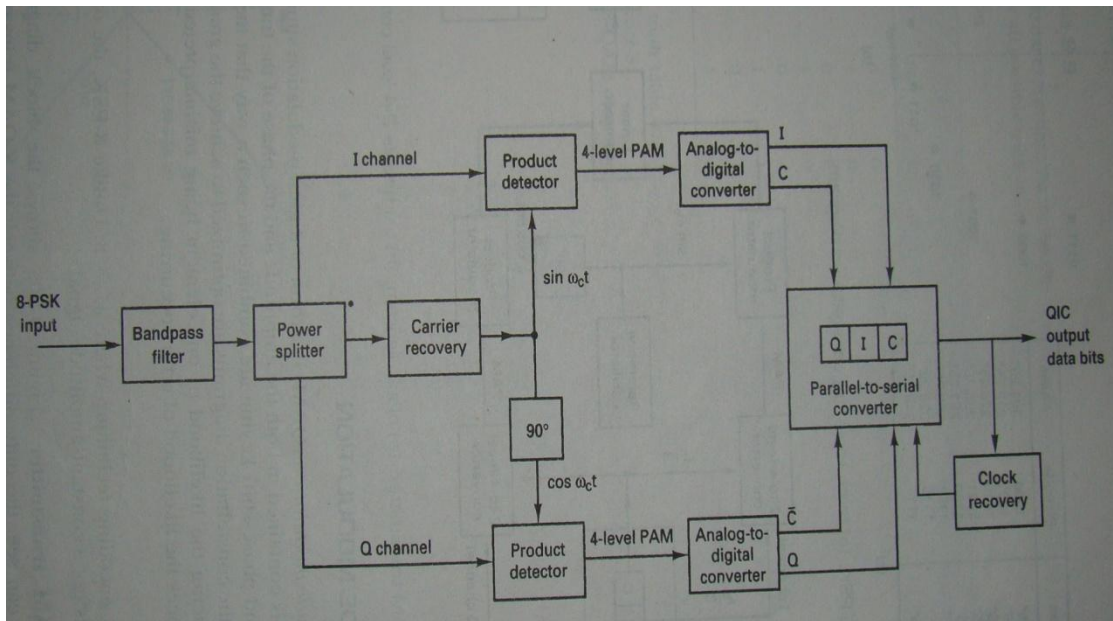 I channel
Product
detector
4-level PAM
Analog-to-
digital
converter
I
C
sin ωct
8-PSK
input
Bandpass
filter
Power
splitter
Carrier
recovery
90°
cos ωct
Q I C
Parallel-to-serial
converter
QIC
output
data bits
Clock
recovery
Q channel
Product
detector
4-level PAM
Analog-to-
digital
converter
C̄
Q